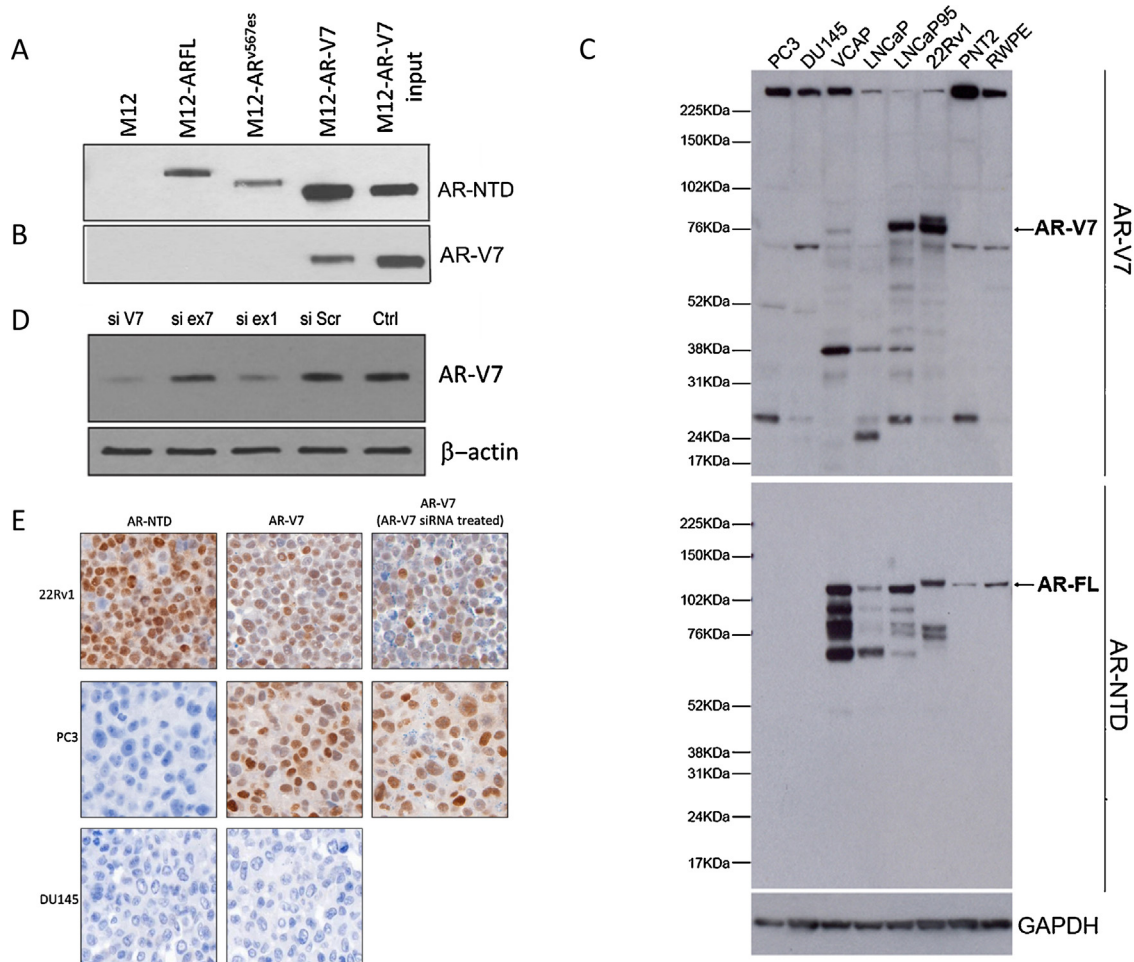 A
M12
M12-ARFL
M12-ARv567es
M12-AR-V7
M12-AR-V7
input
AR-NTD
B
AR-V7
D
si V7
si ex7
si ex1
si Scr
Ctrl
AR-V7
β–actin
E
AR-NTD
AR-V7
AR-V7
(AR-V7 siRNA treated)
22Rv1
PC3
DU145
C
PC3
DU145
VCAP
LNCaP
LNCaP95
22Rv1
PNT2
RWPE
225KDa
150KDa
102KDa
76KDa
52KDa
38KDa
31KDa
24KDa
17KDa
AR-V7
AR-V7
225KDa
150KDa
102KDa
76KDa
52KDa
38KDa
31KDa
24KDa
17KDa
AR-FL
AR-NTD
GAPDH